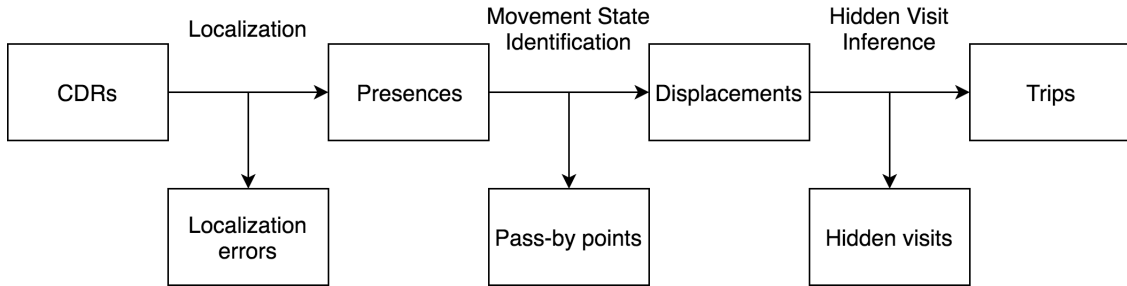 Localization
Movement State
Identification
Hidden Visit
Inference
CDRs
Presences
Displacements
Trips
Localization
errors
Pass-by points
Hidden visits